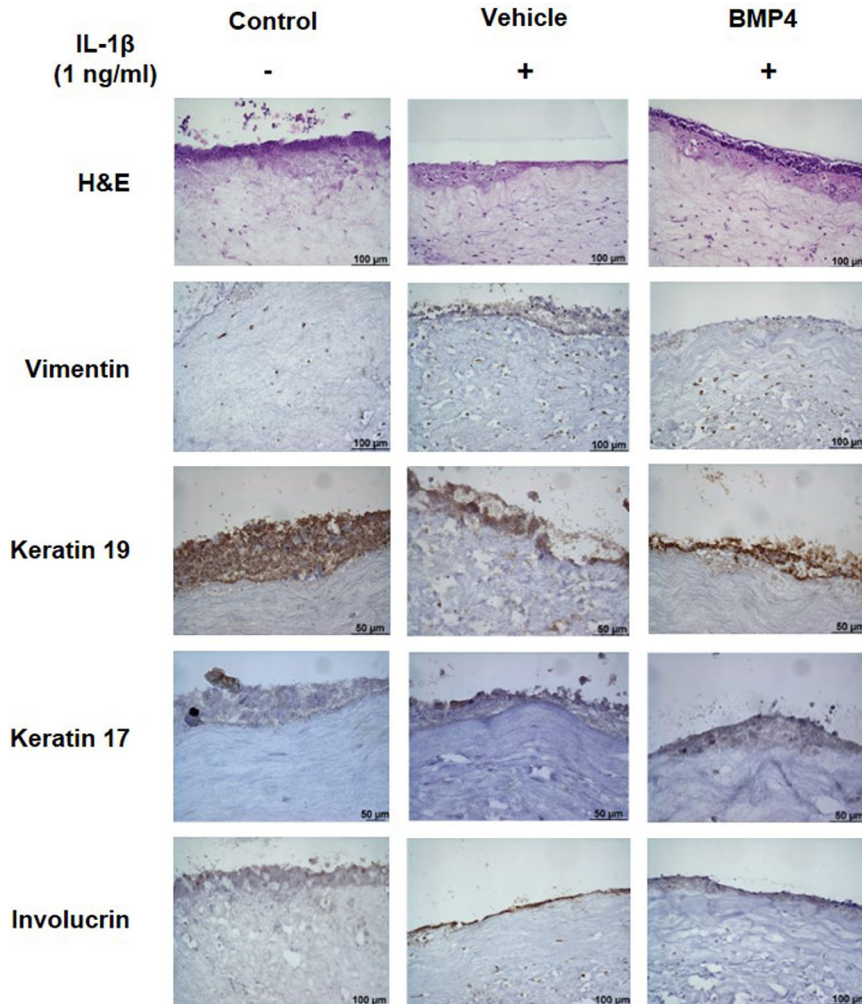 Control
Vehicle
BMP4
IL-1β
(1 ng/ml)
-
+
+
H&E
100 µm
100 µm
100 µm
Vimentin
100 µm
100 µm
100 µm
Keratin 19
50 µm
50 µm
50 µm
Keratin 17
50 µm
50 µm
50 µm
Involucrin
100 µm
100 µm
100 µm